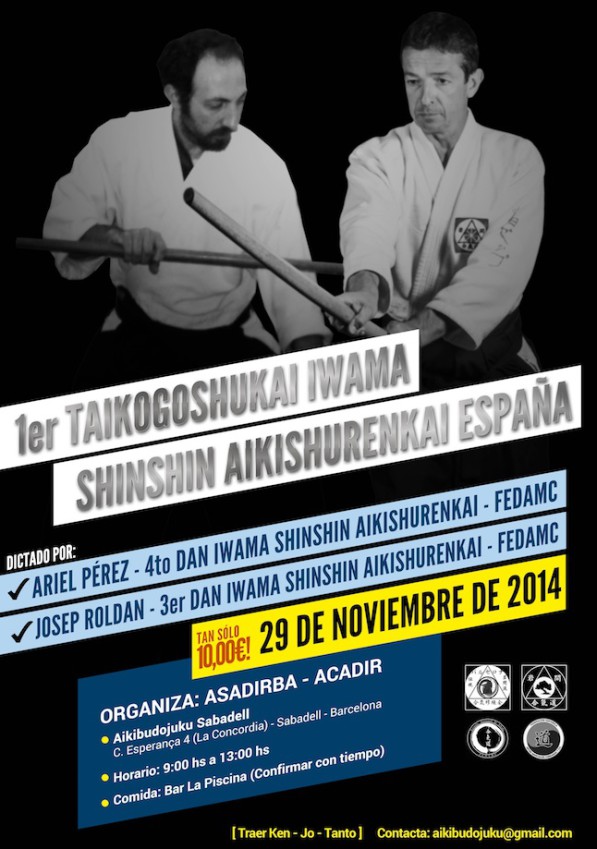 1er TAIKOGOSHUKAI IWAMA
SHINSHIN AIKISHURENKAI ESPAÑA
DICTADO POR:
ARIEL PÉREZ - 4to DAN IWAMA SHINSHIN AIKISHURENKAI - FEDAMC
JOSEP ROLDAN - 3er DAN IWAMA SHINSHIN AIKISHURENKAI - FEDAMC
TAN SÓLO
10,00€!
29 DE NOVIEMBRE DE 2014
ORGANIZA: ASADIRBA - ACADIR
Aikibudojuku Sabadell
C. Esperança 4 (La Concordia) - Sabadell - Barcelona
Horario: 9:00 hs a 13:00 hs
Comida: Bar La Piscina (Confirmar con tiempo)
[ Traer Ken - Jo - Tanto ] Contacta: aikibudojuku@gmail.com